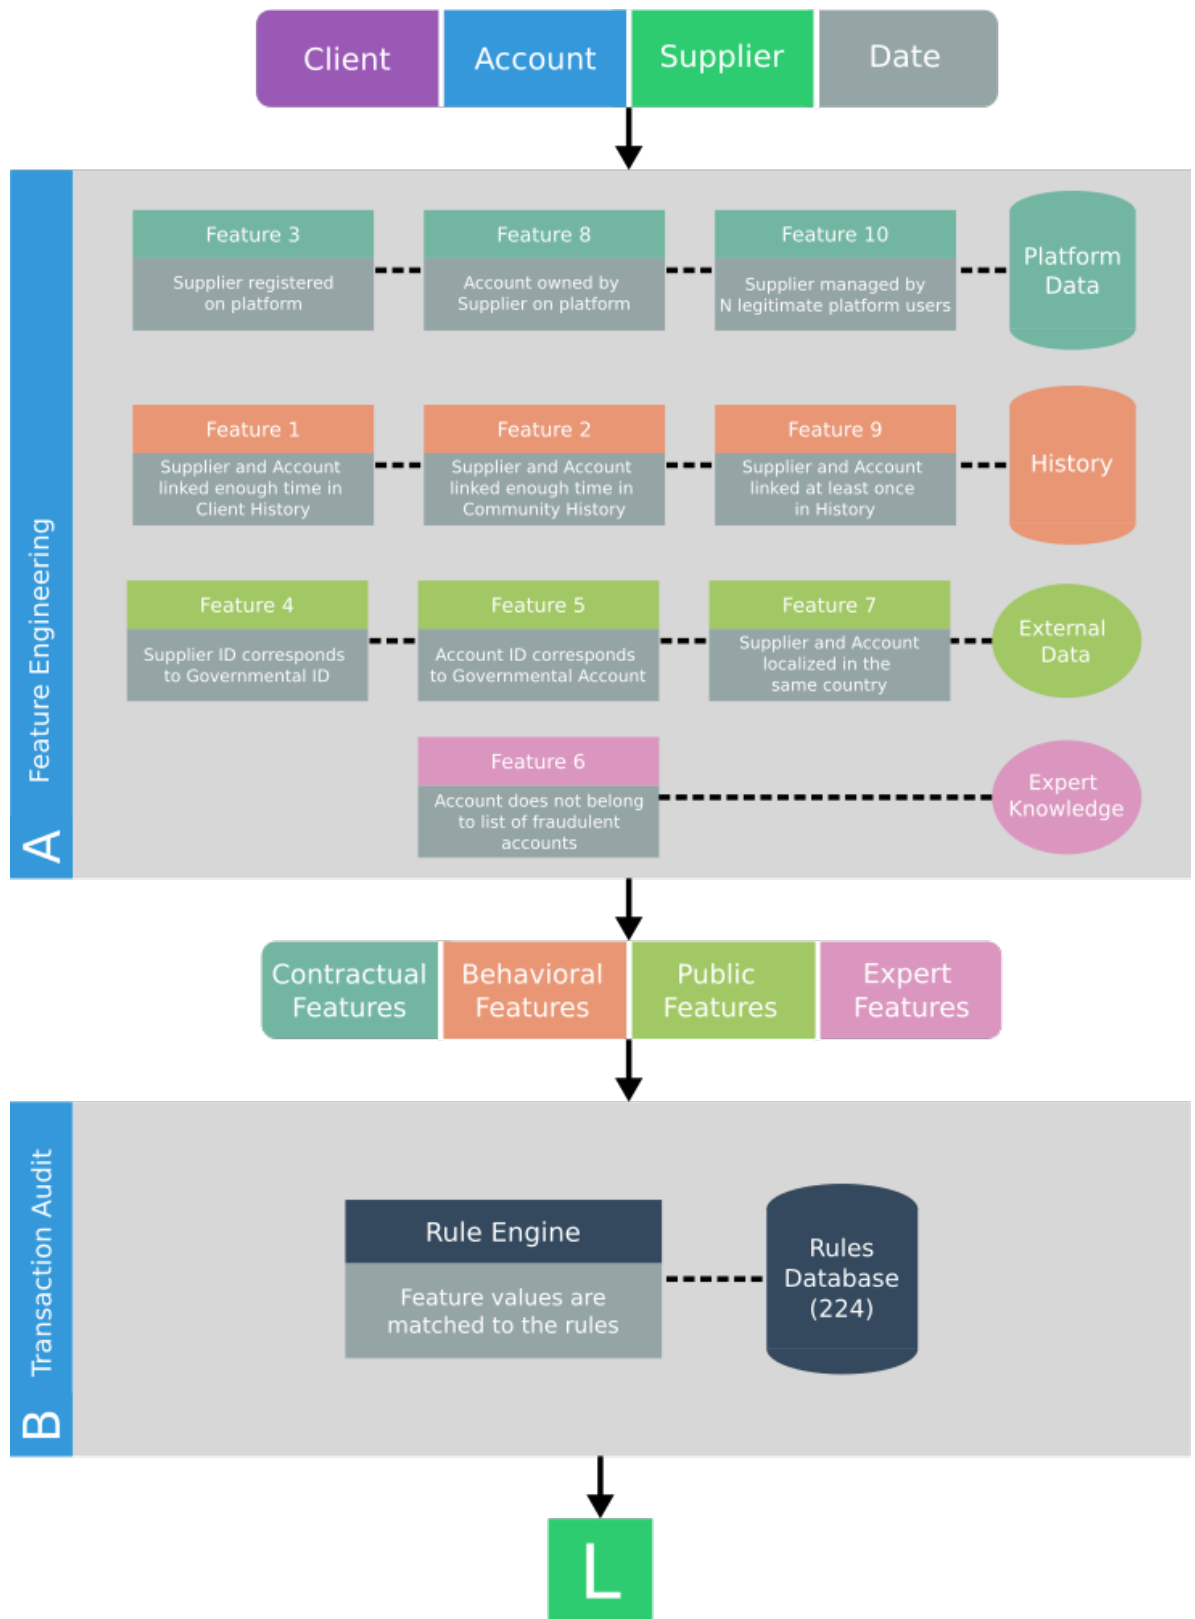 Client
Account
Supplier
Date
Feature 3
Supplier registered
on platform
Feature 8
Account owned by
Supplier on platform
Feature 10
Supplier managed by
N legitimate platform users
Platform
Data
Feature 1
Supplier and Account
linked enough time in
Client History
Feature 2
Supplier and Account
linked enough time in
Community History
Feature 9
Supplier and Account
linked at least once
in History
History
Feature 4
Supplier ID corresponds
to Governmental ID
Feature 5
Account ID corresponds
to Governmental Account
Feature 7
Supplier and Account
localized in the
same country
External
Data
Feature 6
Account does not belong
to list of fraudulent
accounts
Expert
Knowledge
A Feature Engineering
Contractual
Features
Behavioral
Features
Public
Features
Expert
Features
B Transaction Audit
Rule Engine
Feature values are
matched to the rules
Rules
Database
(224)
L